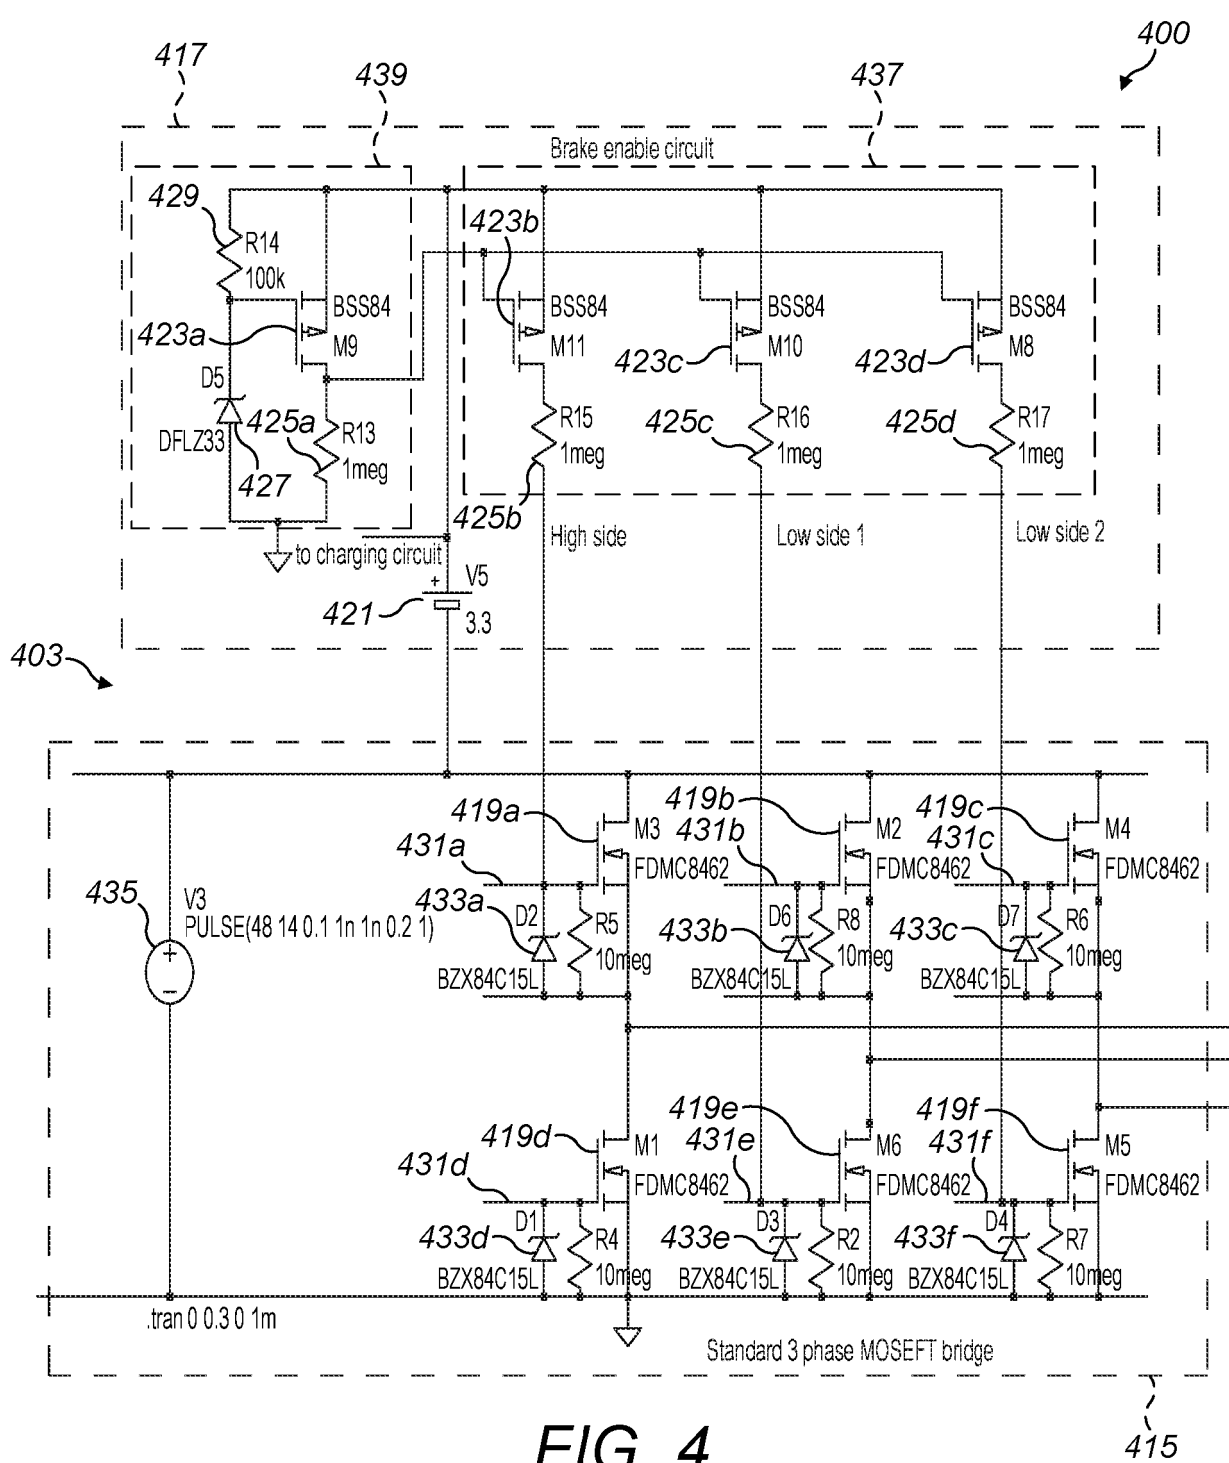 400
417
439
437
Brake enable circuit
429
R14
100k
423b
423a
BSS84
M9
BSS84
M11
423c
BSS84
M10
423d
BSS84
M8
D5
DFLZ33
425a
427
R13
1meg
R15
1meg
425b
425c
R16
1meg
425d
R17
1meg
to charging circuit
High side
Low side 1
Low side 2
+
V5
421
3.3
403
419a
M3
431a
FDMC8462
419b
M2
431b
FDMC8462
419c
M4
431c
FDMC8462
435
V3
PULSE(48 14 0.1 1n 1n 0.2 1)
+
−
433a
D2
R5
10meg
BZX84C15L
433b
D6
R8
10meg
BZX84C15L
433c
D7
R6
10meg
BZX84C15L
419d
M1
431d
FDMC8462
419e
M6
431e
FDMC8462
419f
M5
431f
FDMC8462
433d
D1
R4
10meg
BZX84C15L
433e
D3
R2
10meg
BZX84C15L
433f
D4
R7
10meg
BZX84C15L
.tran 0 0.3 0 1m
Standard 3 phase MOSEFT bridge
415
FIG. 4